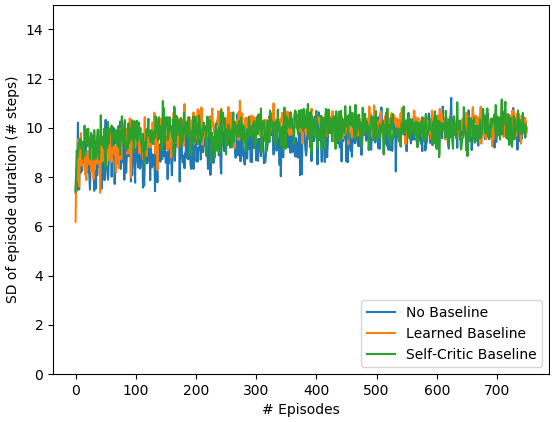 SD of episode duration (# steps)
14
12
10
8
6
4
2
0
No Baseline
Learned Baseline
Self-Critic Baseline
0 100 200 300 400 500 600 700
# Episodes